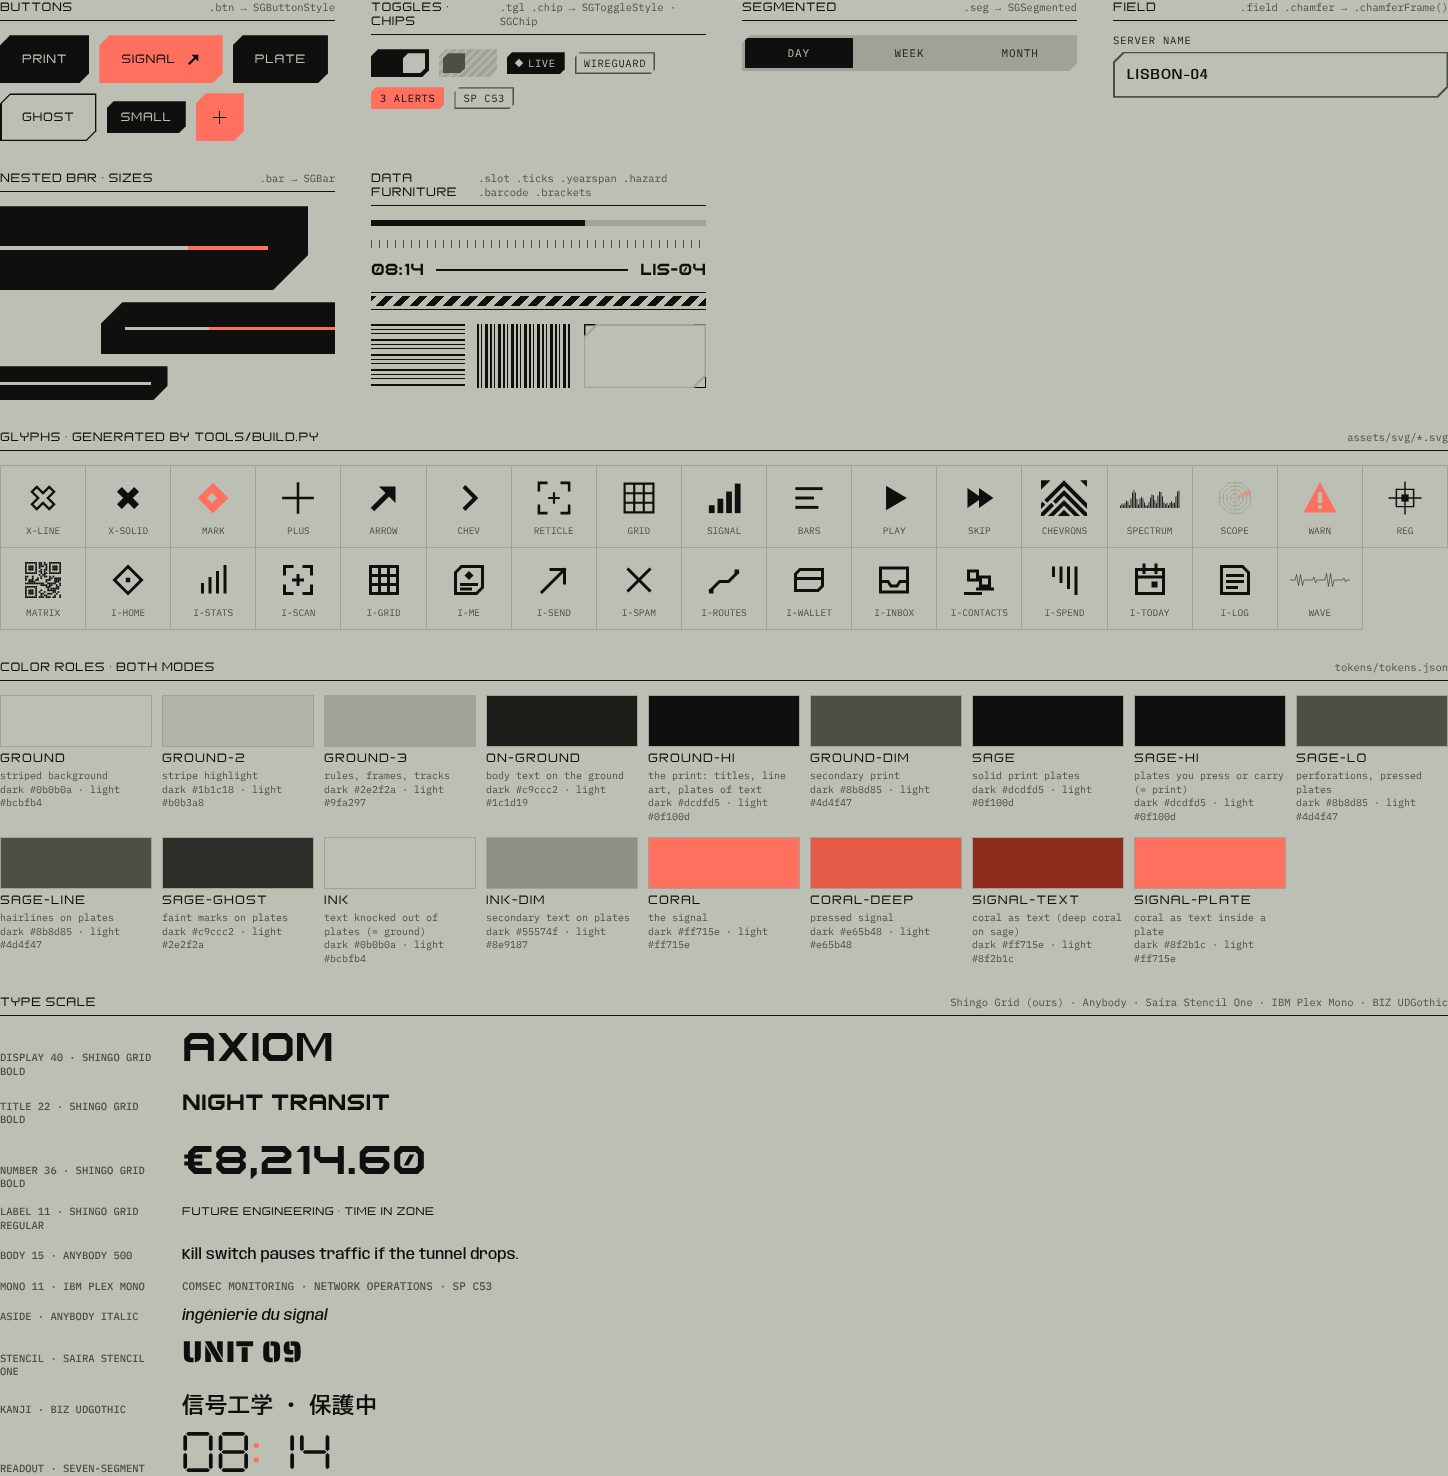 BUTTONS
.btn → SGButtonStyle
PRINT
SIGNAL
PLATE
GHOST
SMALL
TOGGLES ·
CHIPS
.tgl .chip → SGToggleStyle ·
SGChip
LIVE
WIREGUARD
3 ALERTS
SP C53
SEGMENTED
.seg → SGSegmented
DAY
WEEK
MONTH
FIELD
.field .chamfer → .chamferFrame()
SERVER NAME
LISBON-04
NESTED BAR · SIZES
.bar → SGBar
DATA
FURNITURE
.slot .ticks .yearspan .hazard
.barcode .brackets
08:14
LIS-04
GLYPHS · GENERATED BY TOOLS/BUILD.PY
assets/svg/*.svg
X-LINE
X-SOLID
MARK
PLUS
ARROW
CHEV
RETICLE
GRID
SIGNAL
BARS
PLAY
SKIP
CHEVRONS
SPECTRUM
SCOPE
WARN
REG
MATRIX
I-HOME
I-STATS
I-SCAN
I-GRID
I-ME
I-SEND
I-SPAM
I-ROUTES
I-WALLET
I-INBOX
I-CONTACTS
I-SPEND
I-TODAY
I-LOG
WAVE
COLOR ROLES · BOTH MODES
tokens/tokens.json
GROUND
striped background
dark #0b0b0a · light
#bcbfb4
GROUND-2
stripe highlight
dark #1b1c18 · light
#b0b3a8
GROUND-3
rules, frames, tracks
dark #2e2f2a · light
#9fa297
ON-GROUND
body text on the ground
dark #c9ccc2 · light
#1c1d19
GROUND-HI
the print: titles, line
art, plates of text
dark #dcdfd5 · light
#0f100d
GROUND-DIM
secondary print
dark #8b8d85 · light
#4d4f47
SAGE
solid print plates
dark #dcdfd5 · light
#0f100d
SAGE-HI
plates you press or carry
(= print)
dark #dcdfd5 · light
#0f100d
SAGE-LO
perforations, pressed
plates
dark #8b8d85 · light
#4d4f47
SAGE-LINE
hairlines on plates
dark #8b8d85 · light
#4d4f47
SAGE-GHOST
faint marks on plates
dark #c9ccc2 · light
#2e2f2a
INK
text knocked out of
plates (= ground)
dark #0b0b0a · light
#bcbfb4
INK-DIM
secondary text on plates
dark #55574f · light
#8e9187
CORAL
the signal
dark #ff715e · light
#ff715e
CORAL-DEEP
pressed signal
dark #e65b48 · light
#e65b48
SIGNAL-TEXT
coral as text (deep coral
on sage)
dark #ff715e · light
#8f2b1c
SIGNAL-PLATE
coral as text inside a
plate
dark #8f2b1c · light
#ff715e
TYPE SCALE
Shingo Grid (ours) · Anybody · Saira Stencil One · IBM Plex Mono · BIZ UDGothic
DISPLAY 40 · SHINGO GRID
BOLD
AXIOM
TITLE 22 · SHINGO GRID
BOLD
NIGHT TRANSIT
NUMBER 36 · SHINGO GRID
BOLD
€8,214.60
LABEL 11 · SHINGO GRID
REGULAR
FUTURE ENGINEERING · TIME IN ZONE
BODY 15 · ANYBODY 500
Kill switch pauses traffic if the tunnel drops.
MONO 11 · IBM PLEX MONO
COMSEC MONITORING · NETWORK OPERATIONS · SP C53
ASIDE · ANYBODY ITALIC
ingénierie du signal
STENCIL · SAIRA STENCIL
ONE
UNIT 09
KANJI · BIZ UDGOTHIC
信号工学 ・ 保護中
READOUT · SEVEN-SEGMENT
08:14